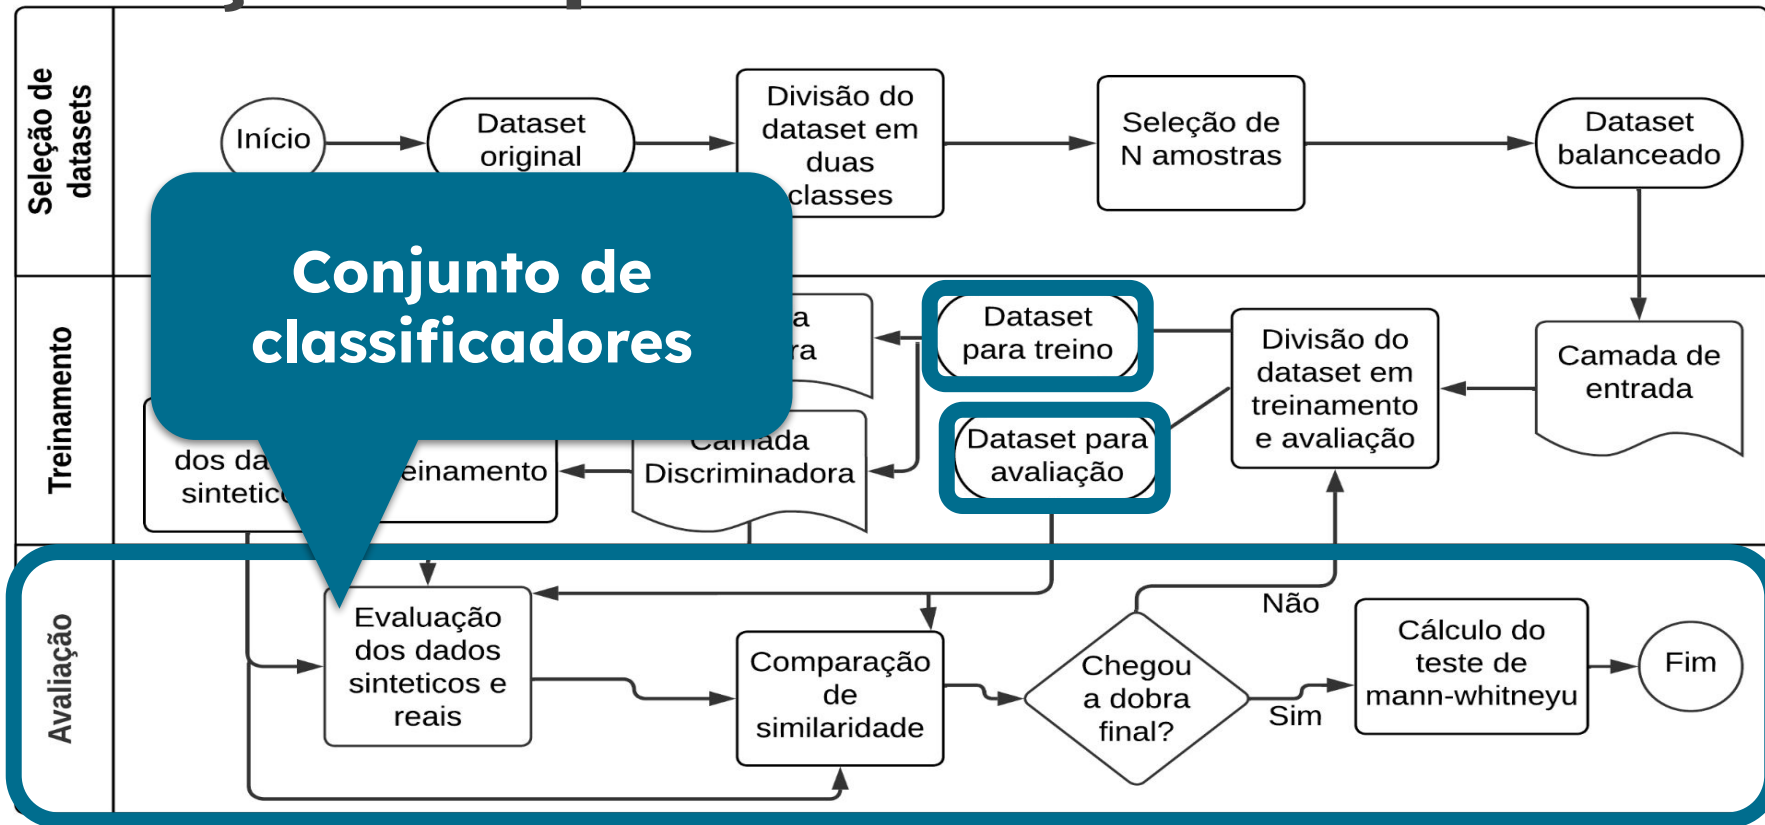 Seleção de
datasets
Início
Dataset
original
Divisão do
dataset em
duas
classes
Seleção de
N amostras
Dataset
balanceado
Conjunto de
classificadores
Treinamento
a
ra
Dataset
para treino
Divisão do
dataset em
treinamento
e avaliação
Camada de
entrada
Camada
Discriminadora
Dataset para
avaliação
dos da
sintetico
einamento
Avaliação
Evaluação
dos dados
sinteticos e
reais
Comparação
de
similaridade
Chegou
a dobra
final?
Não
Sim
Cálculo do
teste de
mann-whitneyu
Fim